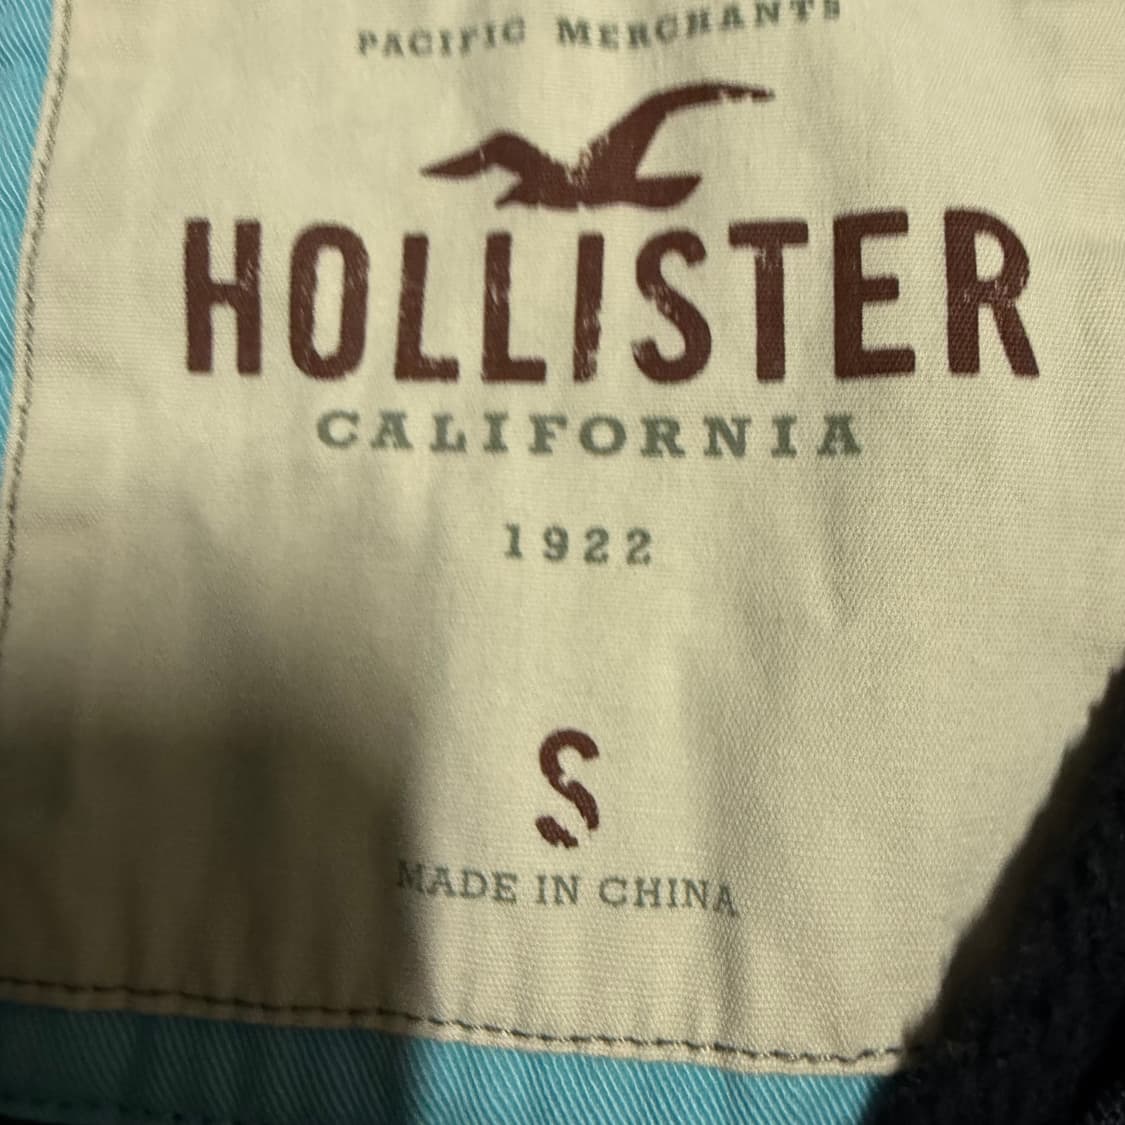 PACIFIC MERCHANTS
HOLLISTER
CALIFORNIA
1922
S
MADE IN CHINA